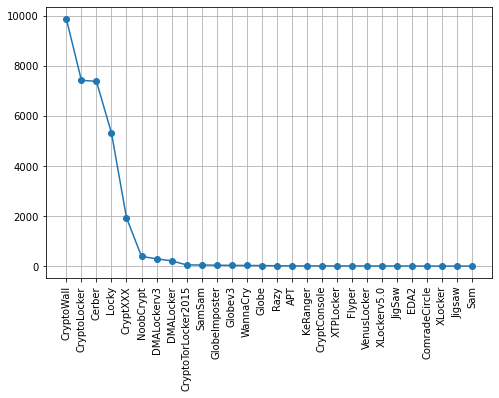 10000
8000
6000
4000
2000
0
CryptoWall
CryptoLocker
Cerber
Locky
CryptXXX
NoobCrypt
DMALockerv3
DMALocker
CryptoTorLocker2015
SamSam
GlobeImposter
Globev3
WannaCry
Globe
Razy
APT
KeRanger
CryptConsole
XTPLocker
Flyper
VenusLocker
XLockerv5.0
JigSaw
EDA2
ComradeCircle
XLocker
Jigsaw
Sam